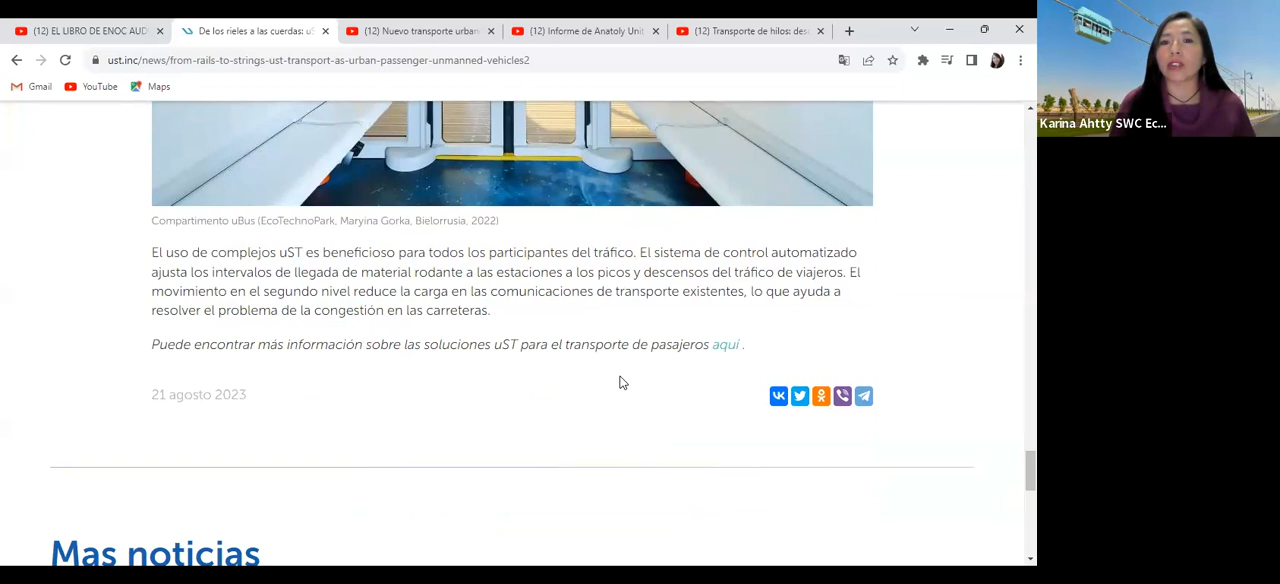 (12) EL LIBRO DE ENOC AUD
De los rieles a las cuerdas: uS
(12) Nuevo transporte urban
(12) Informe de Anatoly Unit
(12) Transporte de hilos: des
ust.inc/news/from-rails-to-strings-ust-transport-as-urban-passenger-unmanned-vehicles2
Gmail
YouTube
Maps
Karina Ahtty SWC Ec...
Compartimento uBus (EcoTechnoPark, Maryina Gorka, Bielorrusia, 2022)
El uso de complejos uST es beneficioso para todos los participantes del tráfico. El sistema de control automatizado
ajusta los intervalos de llegada de material rodante a las estaciones a los picos y descensos del tráfico de viajeros. El
movimiento en el segundo nivel reduce la carga en las comunicaciones de transporte existentes, lo que ayuda a
resolver el problema de la congestión en las carreteras.
Puede encontrar más información sobre las soluciones uST para el transporte de pasajeros aquí .
21 agosto 2023
Mas noticias